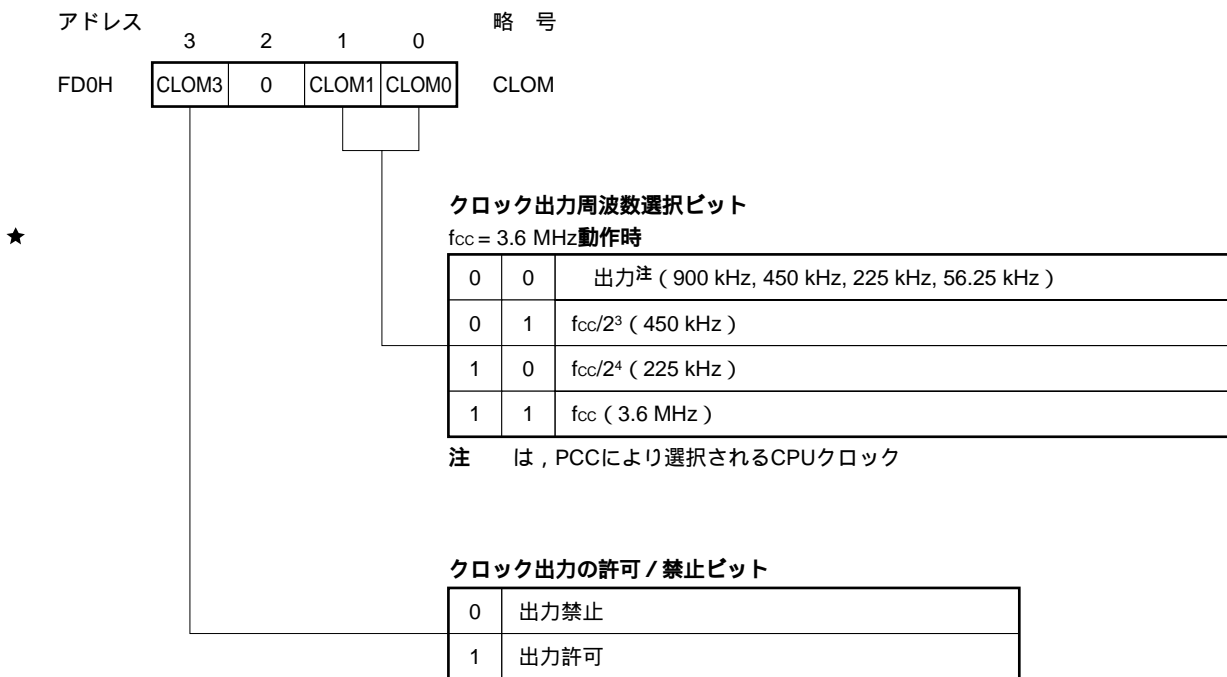 アドレス 略 号
3 2 1 0
FD0H CLOM3 0 CLOM1 CLOM0 CLOM
クロック出力周波数選択ビット
★ fcc = 3.6 MHz動作時
0 0 出力注 ( 900 kHz, 450 kHz, 225 kHz, 56.25 kHz )
0 1 fcc/2³ ( 450 kHz )
1 0 fcc/2⁴ ( 225 kHz )
1 1 fcc ( 3.6 MHz )
注 は , PCCにより選択されるCPUクロック
クロック出力の許可 / 禁止ビット
0 出力禁止
1 出力許可